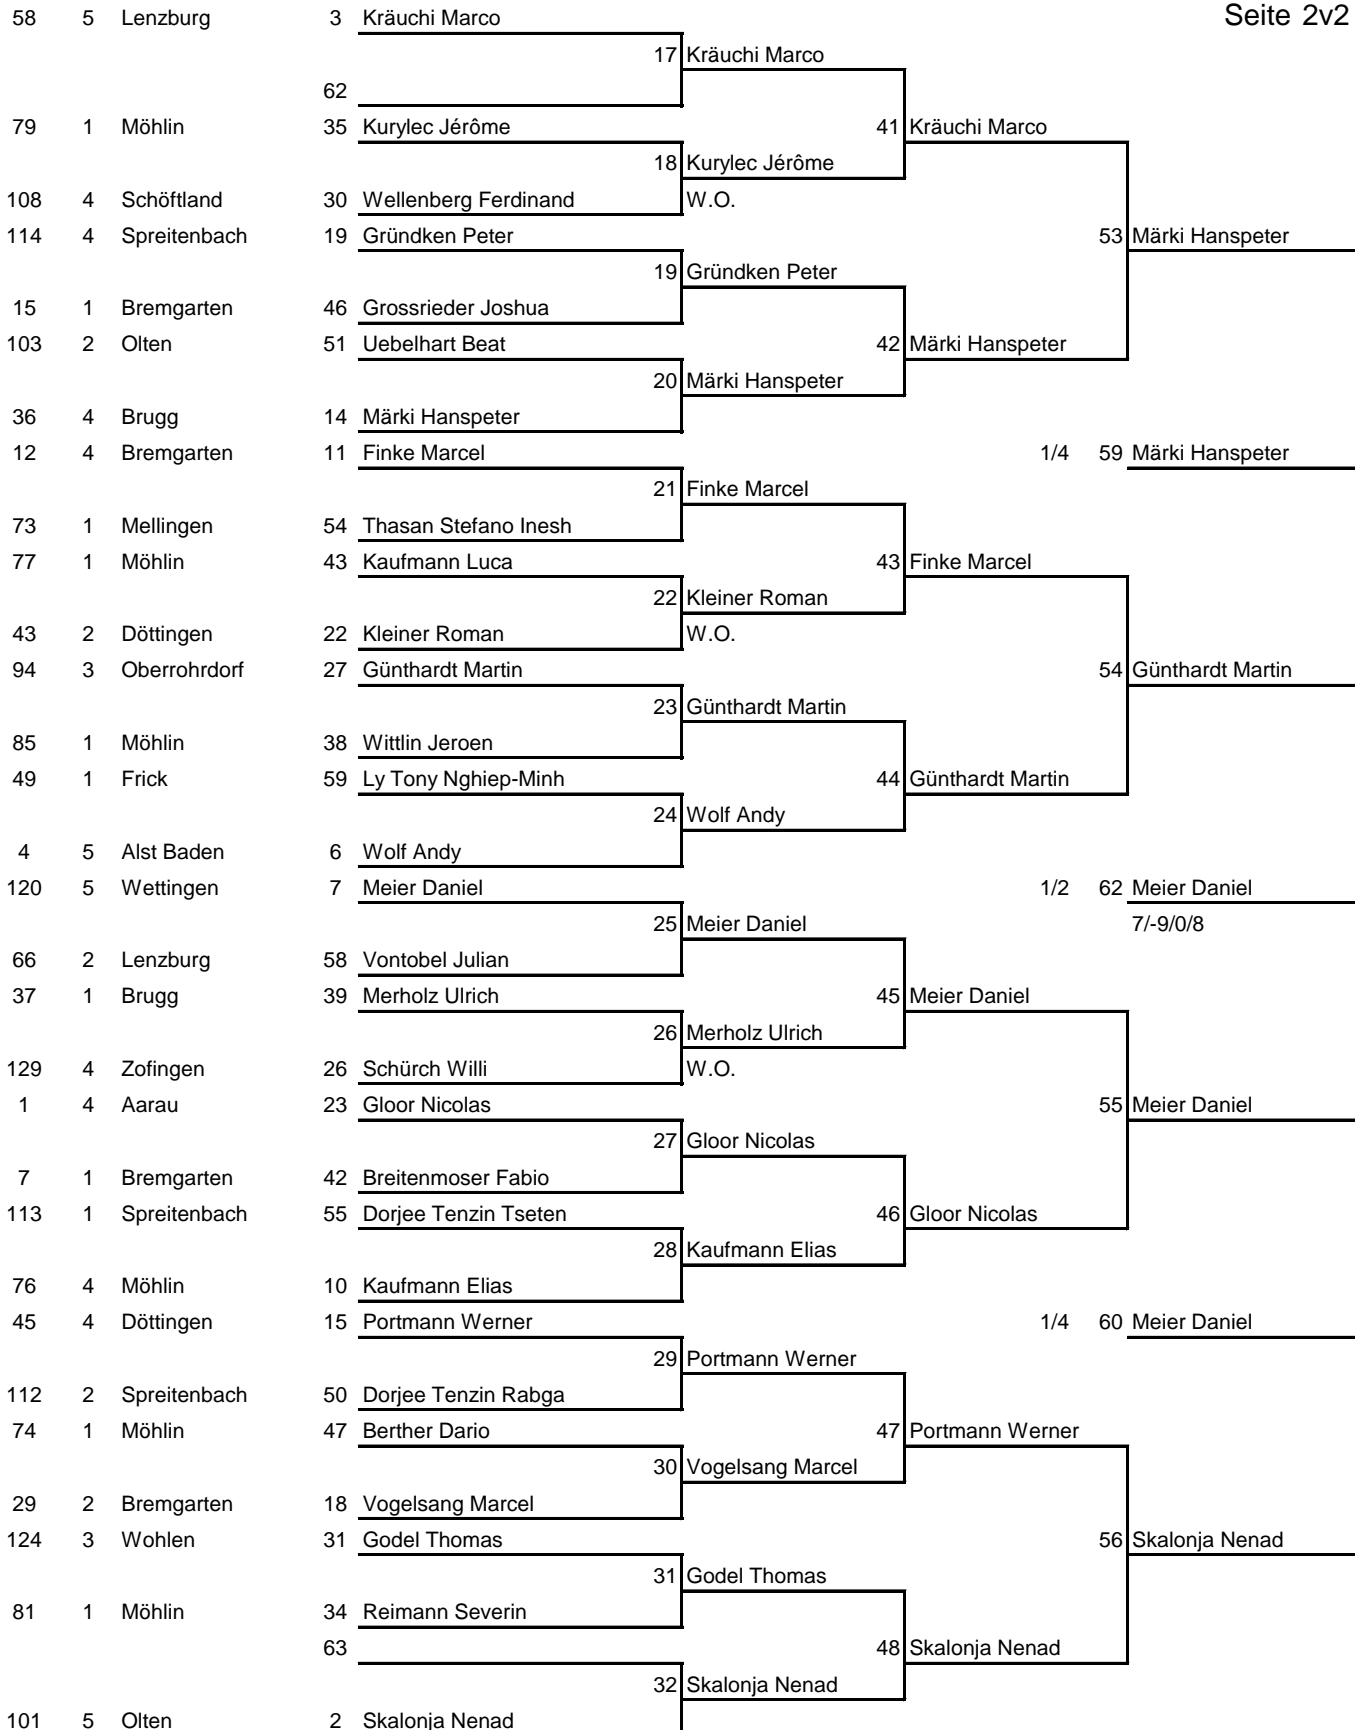 58 5 Lenzburg 3 Kräuchi Marco Seite 2v2
17 Kräuchi Marco
62
79 1 Möhlin 35 Kurylec Jérôme 41 Kräuchi Marco
18 Kurylec Jérôme
108 4 Schöftland 30 Wellenberg Ferdinand W.O.
114 4 Spreitenbach 19 Gründken Peter 53 Märki Hanspeter
19 Gründken Peter
15 1 Bremgarten 46 Grossrieder Joshua
103 2 Olten 51 Uebelhart Beat 42 Märki Hanspeter
20 Märki Hanspeter
36 4 Brugg 14 Märki Hanspeter
12 4 Bremgarten 11 Finke Marcel 1/4 59 Märki Hanspeter
21 Finke Marcel
73 1 Mellingen 54 Thasan Stefano Inesh
77 1 Möhlin 43 Kaufmann Luca 43 Finke Marcel
22 Kleiner Roman
43 2 Döttingen 22 Kleiner Roman W.O.
94 3 Oberrohrdorf 27 Günthardt Martin 54 Günthardt Martin
23 Günthardt Martin
85 1 Möhlin 38 Wittlin Jeroen
49 1 Frick 59 Ly Tony Nghiep-Minh 44 Günthardt Martin
24 Wolf Andy
4 5 Alst Baden 6 Wolf Andy
120 5 Wettingen 7 Meier Daniel 1/2 62 Meier Daniel
25 Meier Daniel 7/-9/0/8
66 2 Lenzburg 58 Vontobel Julian
37 1 Brugg 39 Merholz Ulrich 45 Meier Daniel
26 Merholz Ulrich
129 4 Zofingen 26 Schürch Willi W.O.
1 4 Aarau 23 Gloor Nicolas 55 Meier Daniel
27 Gloor Nicolas
7 1 Bremgarten 42 Breitenmoser Fabio
113 1 Spreitenbach 55 Dorjee Tenzin Tseten 46 Gloor Nicolas
28 Kaufmann Elias
76 4 Möhlin 10 Kaufmann Elias
45 4 Döttingen 15 Portmann Werner 1/4 60 Meier Daniel
29 Portmann Werner
112 2 Spreitenbach 50 Dorjee Tenzin Rabga
74 1 Möhlin 47 Berther Dario 47 Portmann Werner
30 Vogelsang Marcel
29 2 Bremgarten 18 Vogelsang Marcel
124 3 Wohlen 31 Godel Thomas 56 Skalonja Nenad
31 Godel Thomas
81 1 Möhlin 34 Reimann Severin
63 48 Skalonja Nenad
32 Skalonja Nenad
101 5 Olten 2 Skalonja Nenad